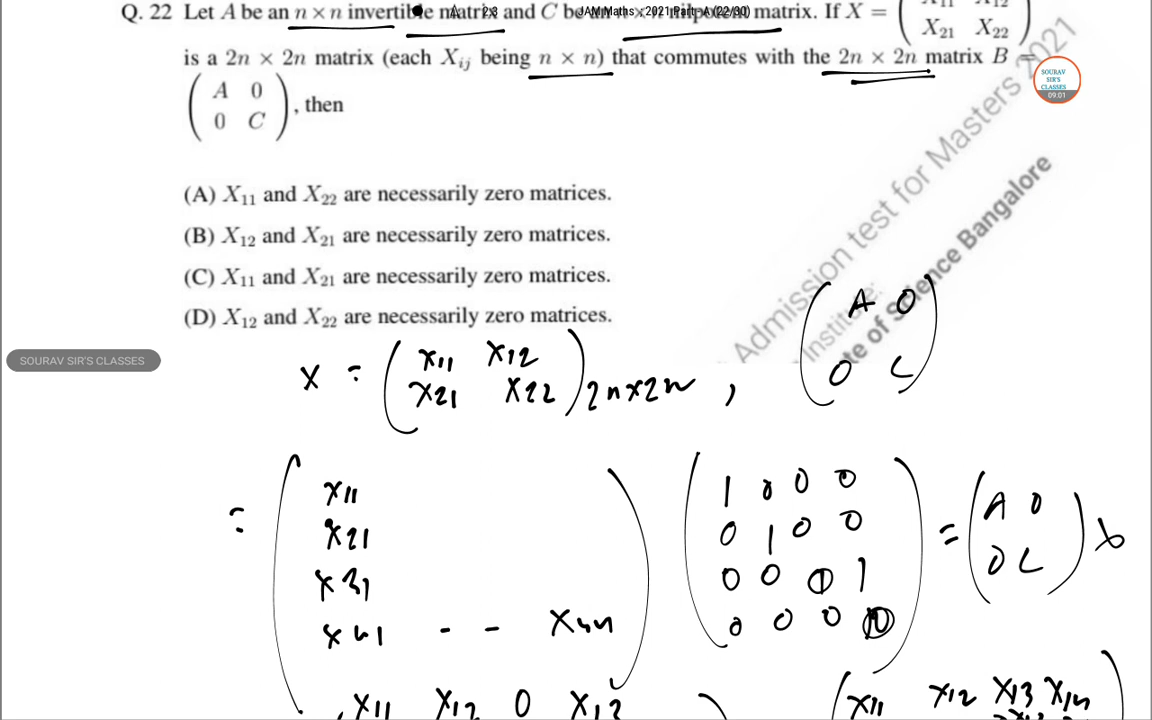 Q. 22 Let A be an n × n invertible matrix and C be an n × n nilpotent matrix. If X = ( X11 X12
X21 X22 )
is a 2n × 2n matrix (each Xij being n × n) that commutes with the 2n × 2n matrix B =
( A 0
0 C ), then
JAM Maths 2021 Part - A (22/30)
SOURAV SIR'S CLASSES
09:01
(A) X11 and X22 are necessarily zero matrices.
(B) X12 and X21 are necessarily zero matrices.
(C) X11 and X21 are necessarily zero matrices.
(D) X12 and X22 are necessarily zero matrices.
Admission test for Masters 2021
Institute of Science Bangalore
SOURAV SIR'S CLASSES
X = ( X11 X12
X21 X22 )2n×2n , ( A 0
0 C )
= ( X11
X21
X31
X41 - - X44 ) ( 1 0 0 0
0 1 0 0
0 0 0 1
0 0 0 0 ) = ( A 0
0 C ) X
X11 X12 0 X13 ) ( X11 X12 X13 X14 )